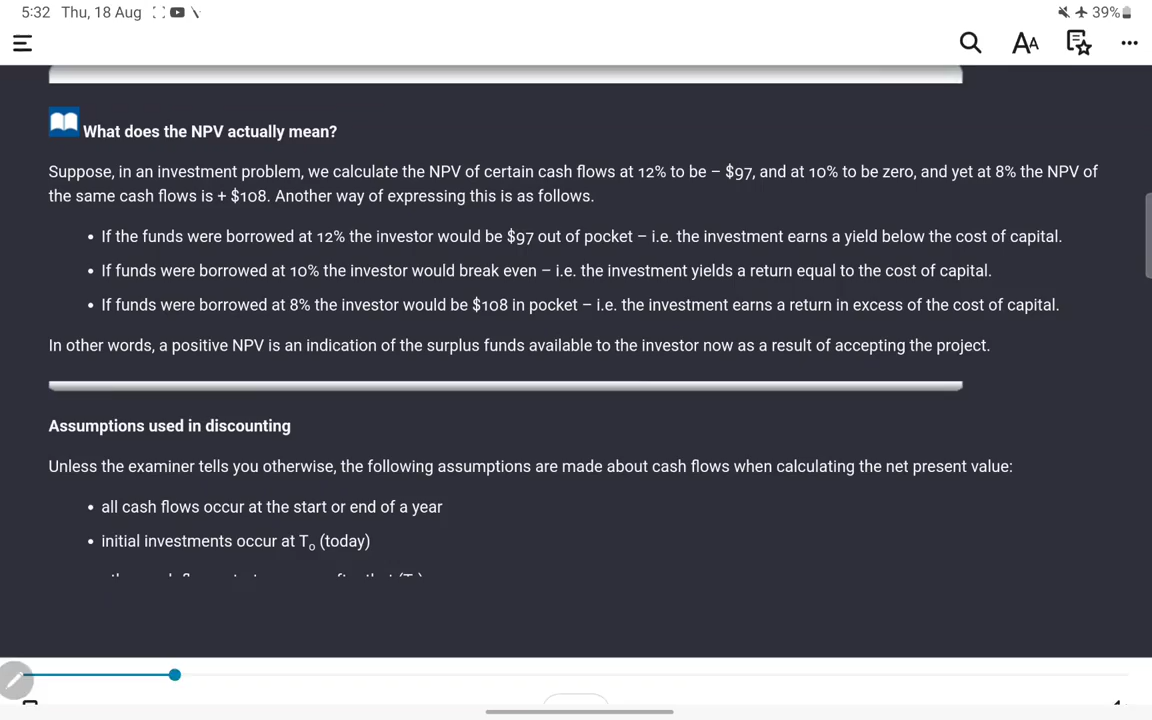 5:32 Thu, 18 Aug
39%
AA
What does the NPV actually mean?
Suppose, in an investment problem, we calculate the NPV of certain cash flows at 12% to be – $97, and at 10% to be zero, and yet at 8% the NPV of
the same cash flows is + $108. Another way of expressing this is as follows.
• If the funds were borrowed at 12% the investor would be $97 out of pocket – i.e. the investment earns a yield below the cost of capital.
• If funds were borrowed at 10% the investor would break even – i.e. the investment yields a return equal to the cost of capital.
• If funds were borrowed at 8% the investor would be $108 in pocket – i.e. the investment earns a return in excess of the cost of capital.
In other words, a positive NPV is an indication of the surplus funds available to the investor now as a result of accepting the project.
Assumptions used in discounting
Unless the examiner tells you otherwise, the following assumptions are made about cash flows when calculating the net present value:
• all cash flows occur at the start or end of a year
• initial investments occur at T₀ (today)